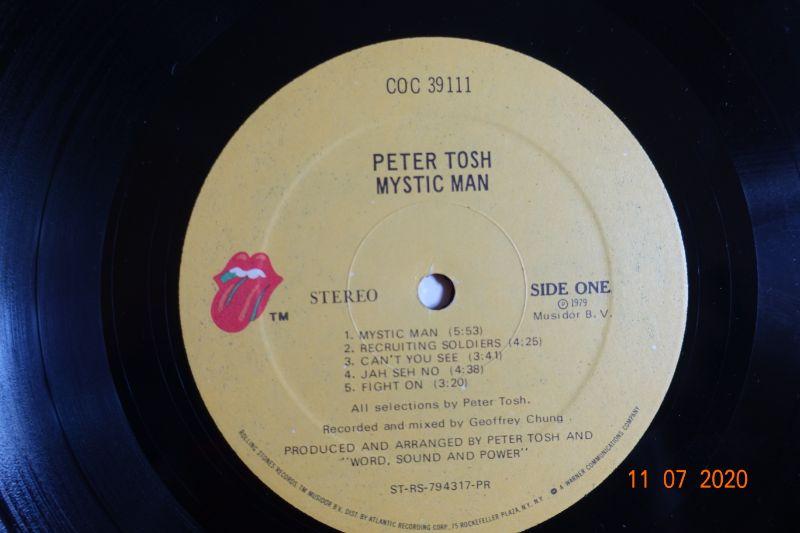 COC 39111
PETER TOSH
MYSTIC MAN
TM
STEREO
SIDE ONE
℗ 1979
Musidor B.V.
1. MYSTIC MAN (5:53)
2. RECRUITING SOLDIERS (4:25)
3. CAN'T YOU SEE (3:41)
4. JAH SEH NO (4:38)
5. FIGHT ON (3:20)
All selections by Peter Tosh.
Recorded and mixed by Geoffrey Chung
PRODUCED AND ARRANGED BY PETER TOSH AND
"WORD, SOUND AND POWER"
ST-RS-794317-PR
ROLLING STONES RECORDS, TM MUSIDOR B.V. DIST. BY ATLANTIC RECORDING CORP., 75 ROCKEFELLER PLAZA, N.Y., N.Y. A WARNER COMMUNICATIONS COMPANY
11 07 2020